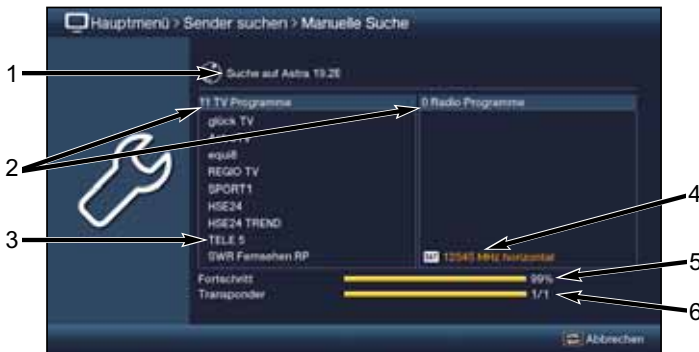 Hauptmenü > Sender suchen > Manuelle Suche
1
Suche auf Astra 19.2E
2
11 TV Programme
0 Radio Programme
glück TV
equi8
REGIO TV
SPORT1
HSE24
HSE24 TREND
3
TELE 5
SWR Fernsehen RP
4
SAT 12545 MHz horizontal
Fortschritt
99%
5
Transponder
1/1
6
Abbrechen